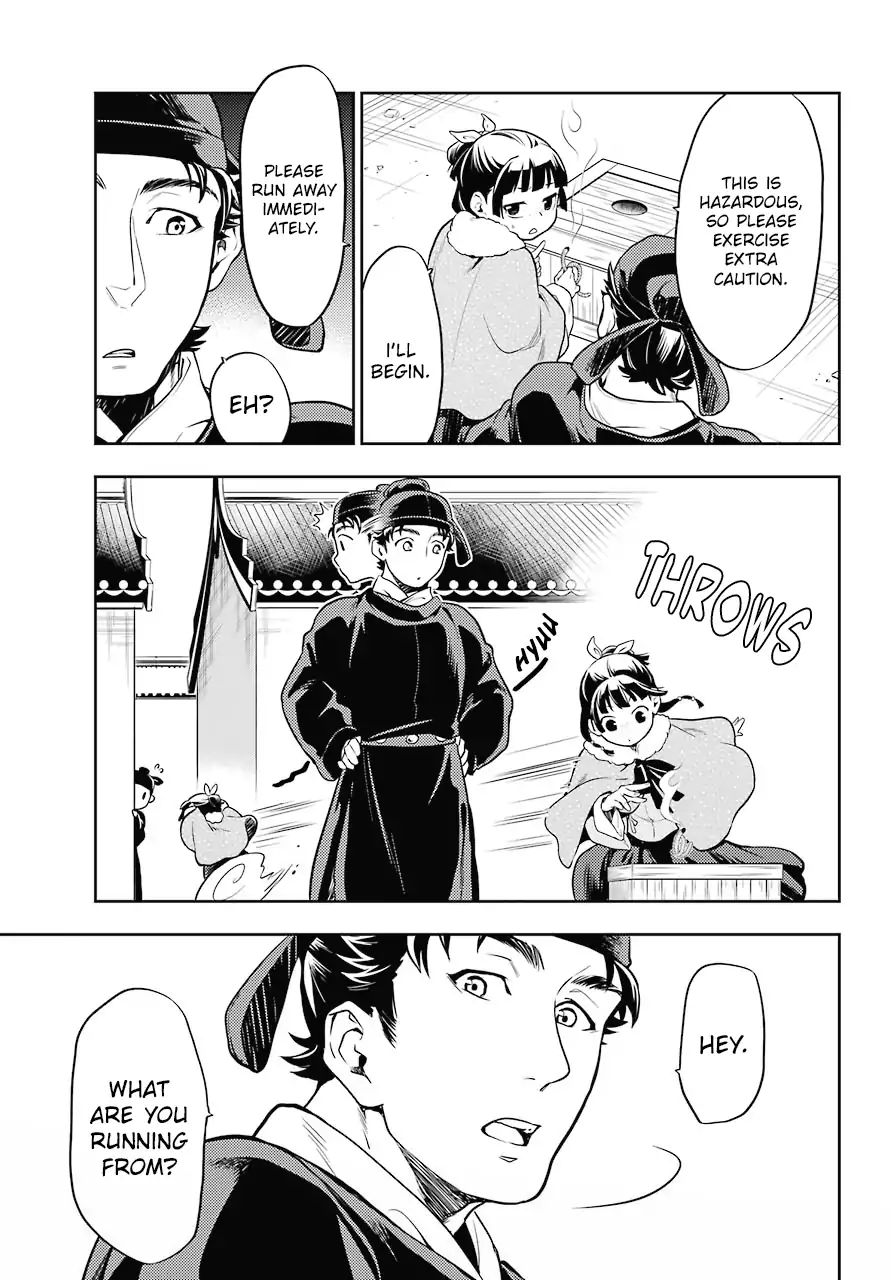 THIS IS
HAZARDOUS,
SO PLEASE
EXERCISE
EXTRA
CAUTION.
I'LL
BEGIN.
PLEASE
RUN AWAY
IMMEDI-
ATELY.
EH?
THROWS
HYUU
HEY.
WHAT
ARE YOU
RUNNING
FROM?